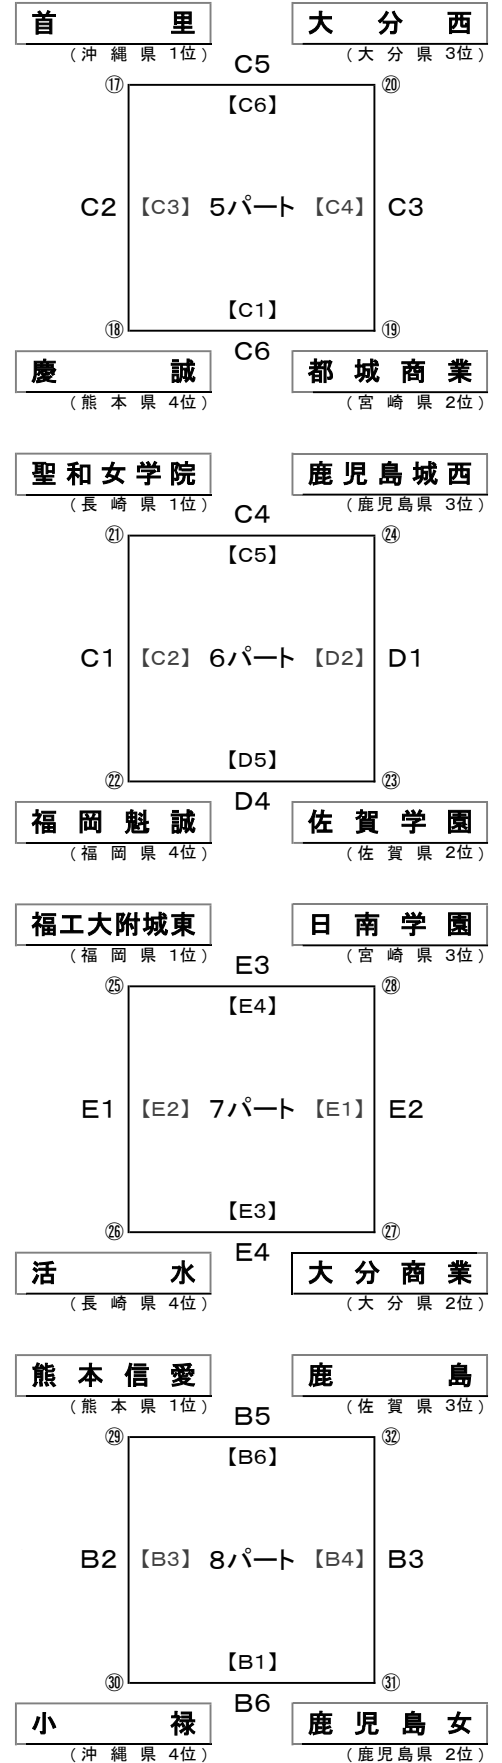 首里 大分西
(沖縄県 1位) (大分県 3位)
C5
⑰ ⑳
【C6】
C2 【C3】 5パート 【C4】 C3
【C1】
⑱ ⑲
C6
慶誠 都城商業
(熊本県 4位) (宮崎県 2位)
聖和女学院 鹿児島城西
(長崎県 1位) (鹿児島県 3位)
C4
㉑ ㉔
【C5】
C1 【C2】 6パート 【D2】 D1
【D5】
㉒ ㉓
D4
福岡魁誠 佐賀学園
(福岡県 4位) (佐賀県 2位)
福工大附城東 日南学園
(福岡県 1位) (宮崎県 3位)
E3
㉕ ㉘
【E4】
E1 【E2】 7パート 【E1】 E2
【E3】
㉖ ㉗
E4
活水 大分商業
(長崎県 4位) (大分県 2位)
熊本信愛 鹿島
(熊本県 1位) (佐賀県 3位)
B5
㉙ ㉜
【B6】
B2 【B3】 8パート 【B4】 B3
【B1】
㉚ ㉛
B6
小禄 鹿児島女
(沖縄県 4位) (鹿児島県 2位)